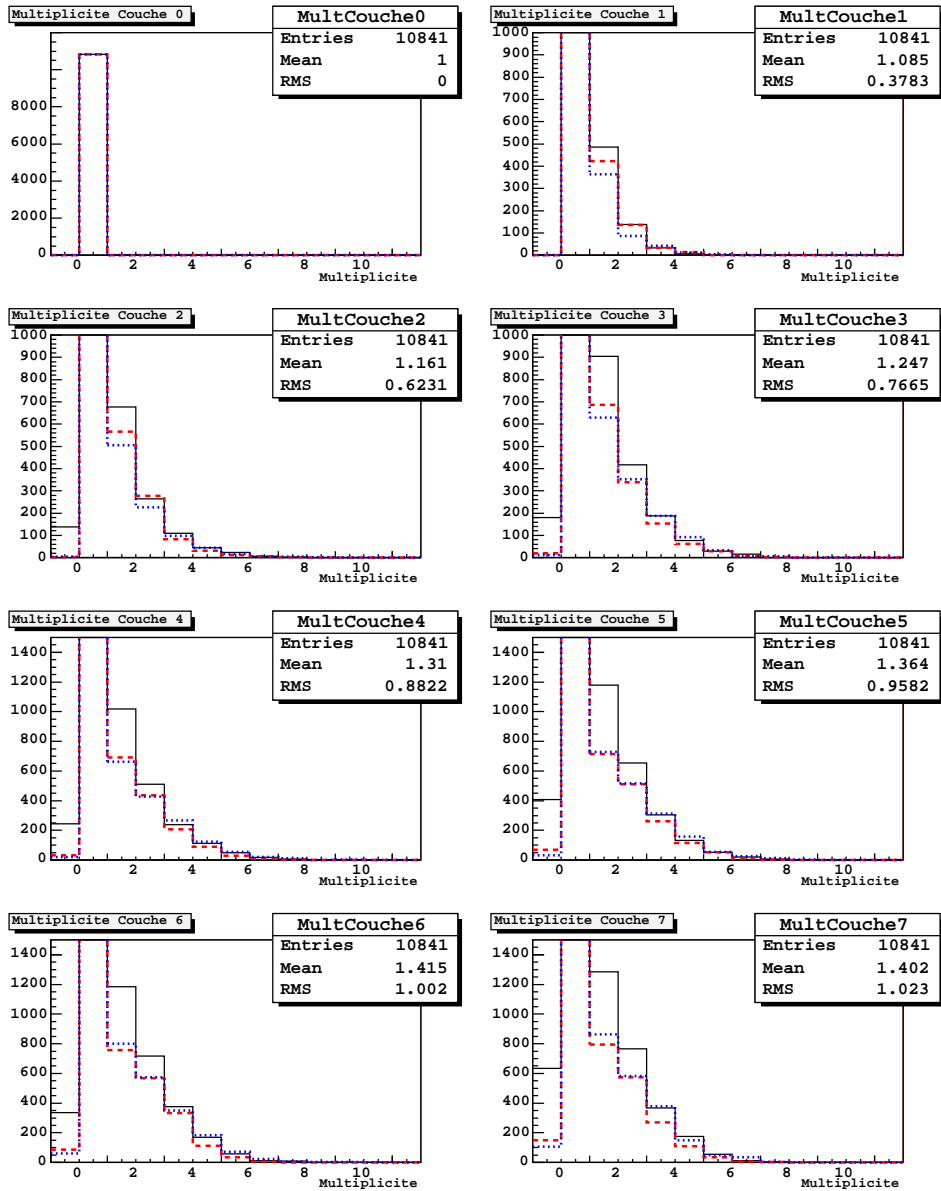 Multiplicite Couche 0
MultCouche0
Entries 10841
Mean 1
RMS 0
8000
6000
4000
2000
0
0 2 4 6 8 10
Multiplicite
Multiplicite Couche 1
MultCouche1
Entries 10841
Mean 1.085
RMS 0.3783
1000
900
800
700
600
500
400
300
200
100
0
0 2 4 6 8 10
Multiplicite
Multiplicite Couche 2
MultCouche2
Entries 10841
Mean 1.161
RMS 0.6231
1000
900
800
700
600
500
400
300
200
100
0
0 2 4 6 8 10
Multiplicite
Multiplicite Couche 3
MultCouche3
Entries 10841
Mean 1.247
RMS 0.7665
1000
900
800
700
600
500
400
300
200
100
0
0 2 4 6 8 10
Multiplicite
Multiplicite Couche 4
MultCouche4
Entries 10841
Mean 1.31
RMS 0.8822
1400
1200
1000
800
600
400
200
0
0 2 4 6 8 10
Multiplicite
Multiplicite Couche 5
MultCouche5
Entries 10841
Mean 1.364
RMS 0.9582
1400
1200
1000
800
600
400
200
0
0 2 4 6 8 10
Multiplicite
Multiplicite Couche 6
MultCouche6
Entries 10841
Mean 1.415
RMS 1.002
1400
1200
1000
800
600
400
200
0
0 2 4 6 8 10
Multiplicite
Multiplicite Couche 7
MultCouche7
Entries 10841
Mean 1.402
RMS 1.023
1400
1200
1000
800
600
400
200
0
0 2 4 6 8 10
Multiplicite